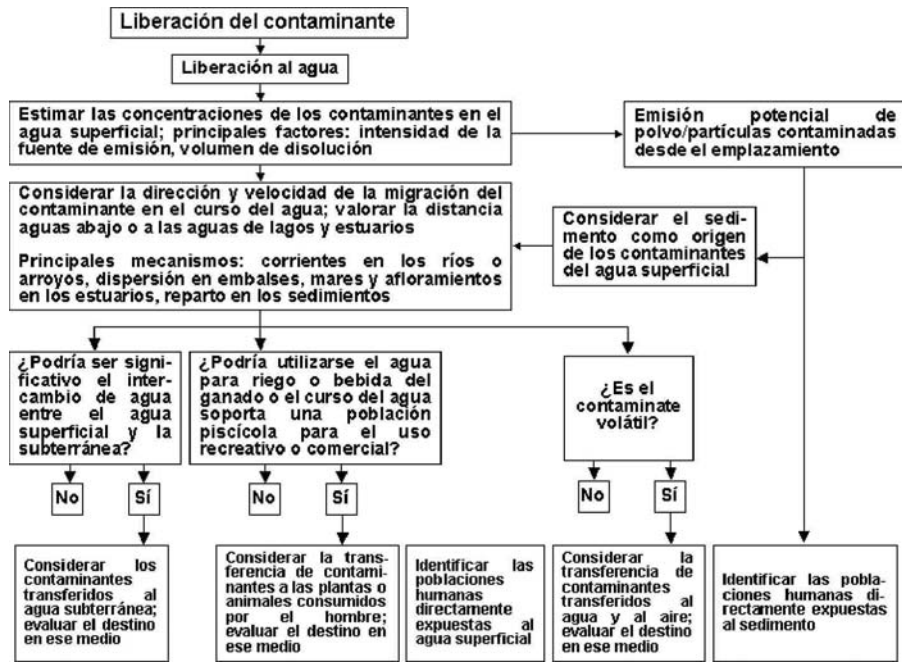 Liberación del contaminante
Liberación al agua
Estimar las concentraciones de los contaminantes en el
agua superficial; principales factores: intensidad de la
fuente de emisión, volumen de disolución
Emisión potencial de
polvo/partículas contaminadas
desde el emplazamiento
Considerar la dirección y velocidad de la migración del
contaminante en el curso del agua; valorar la distancia
aguas abajo o a las aguas de lagos y estuarios
Principales mecanismos: corrientes en los ríos o
arroyos, dispersión en embalses, mares y afloramientos
en los estuarios, reparto en los sedimentos
Considerar el sedi-
mento como origen
de los contaminantes
del agua superficial
¿Podría ser signi-
ficativo el inter-
cambio de agua
entre el agua
superficial y la
subterránea?
¿Podría utilizarse el agua
para riego o bebida del
ganado o el curso del agua
soporta una población
piscícola para el uso
recreativo o comercial?
¿Es el
contaminate
volátil?
No
Sí
No
Sí
No
Sí
Considerar los
contaminantes
transferidos al
agua subterránea;
evaluar el destino
en ese medio
Considerar la trans-
ferencia de contami-
nantes a las plantas o
animales consumidos
por el hombre;
evaluar el destino en
ese medio
Identificar las
poblaciones
humanas
directamente
expuestas al
agua superficial
Considerar la
transferencia de
contaminantes
transferidos al
agua y al aire;
evaluar el destino
en ese medio
Identificar las pobla-
ciones humanas di-
rectamente expuestas
al sedimento